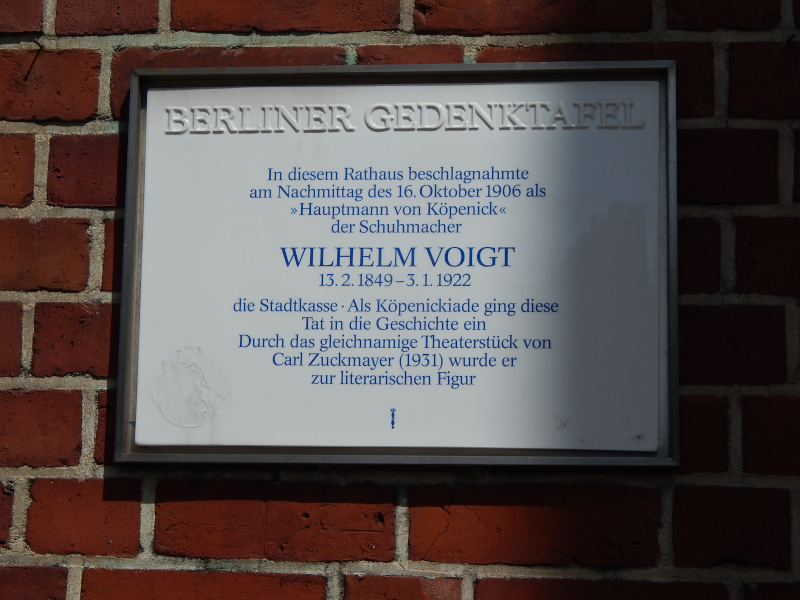 BERLINER GEDENKTAFEL
In diesem Rathaus beschlagnahmte
am Nachmittag des 16. Oktober 1906 als
»Hauptmann von Köpenick«
der Schuhmacher
WILHELM VOIGT
13. 2. 1849 – 3. 1. 1922
die Stadtkasse · Als Köpenickiade ging diese
Tat in die Geschichte ein
Durch das gleichnamige Theaterstück von
Carl Zuckmayer (1931) wurde er
zur literarischen Figur